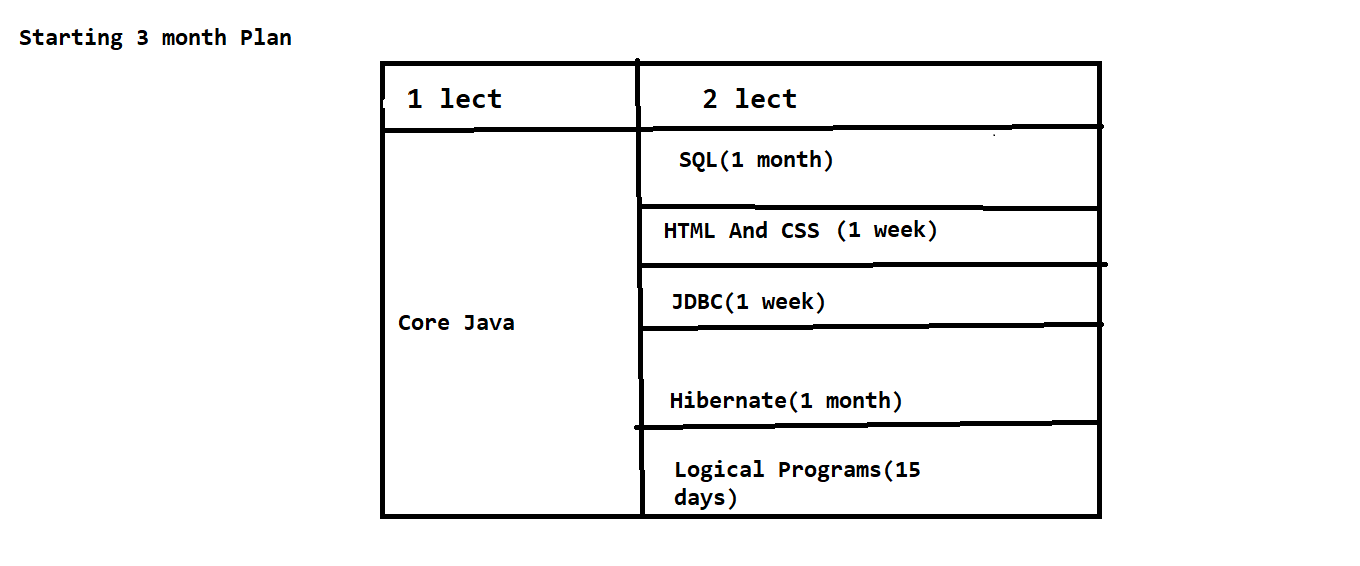 Starting 3 month Plan
1 lect
2 lect
SQL(1 month)
HTML And CSS (1 week)
JDBC(1 week)
Core Java
Hibernate(1 month)
Logical Programs(15
days)